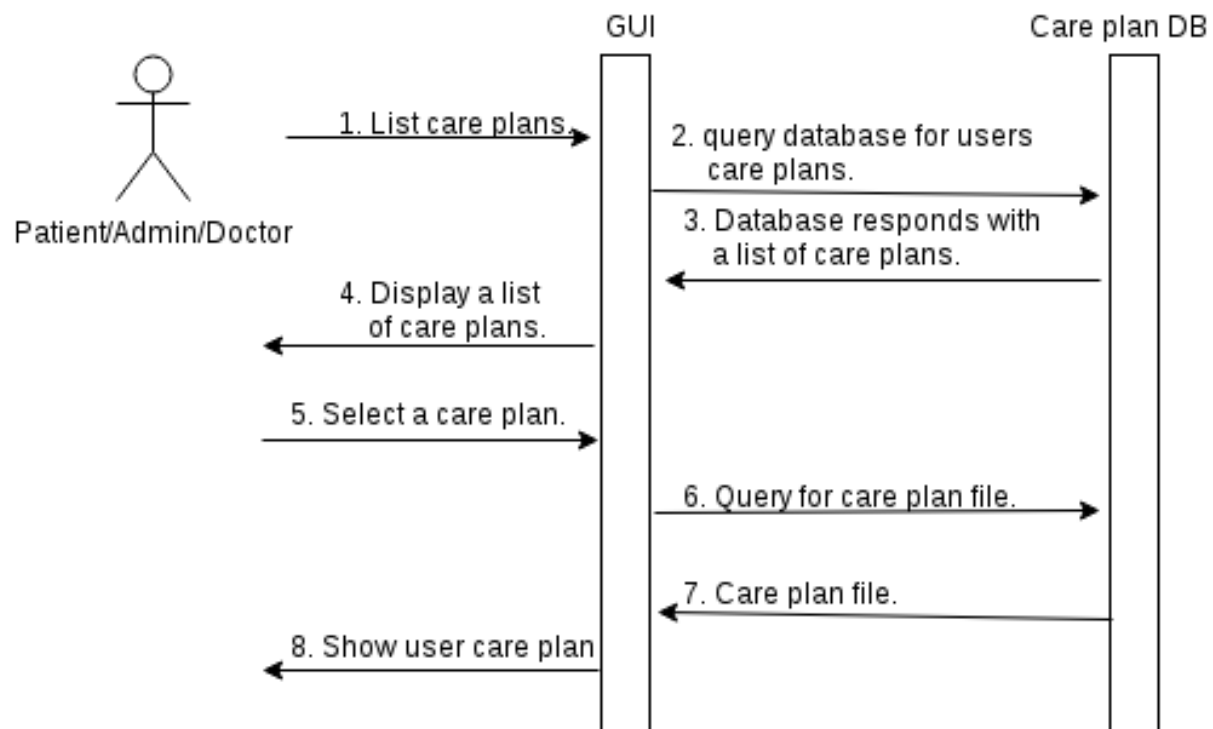 GUI
Care plan DB
1. List care plans.
2. query database for users
care plans.
Patient/Admin/Doctor
3. Database responds with
a list of care plans.
4. Display a list
of care plans.
5. Select a care plan.
6. Query for care plan file.
7. Care plan file.
8. Show user care plan